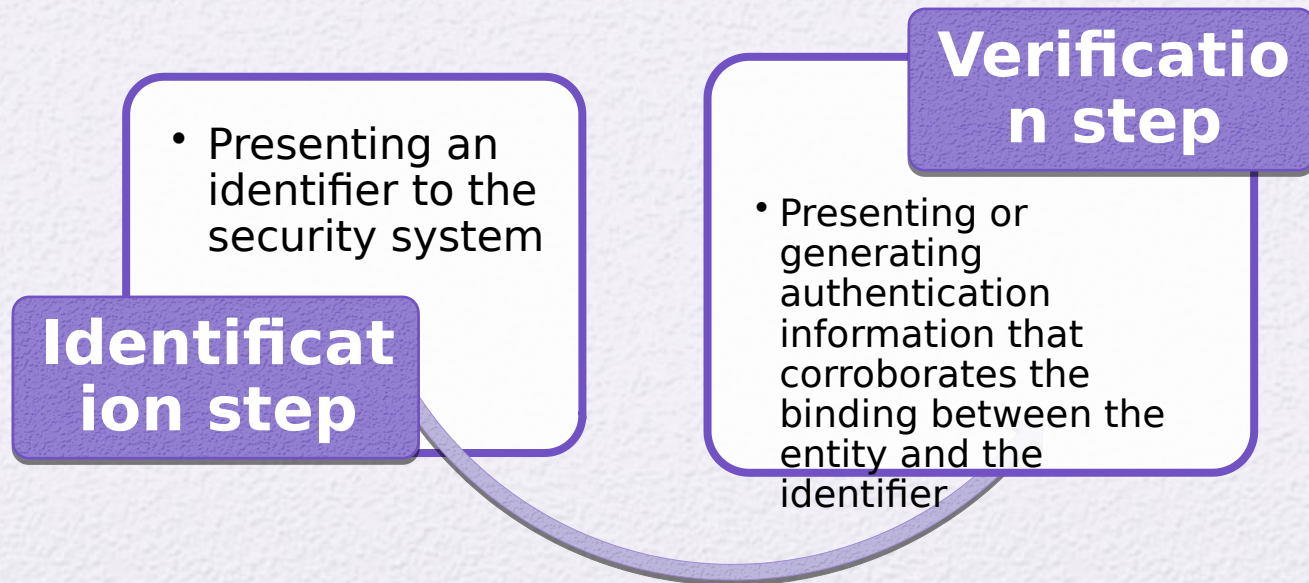 • Presenting an
identifier to the
security system
Identificat
ion step
Verificatio
n step
• Presenting or
generating
authentication
information that
corroborates the
binding between the
entity and the
identifier